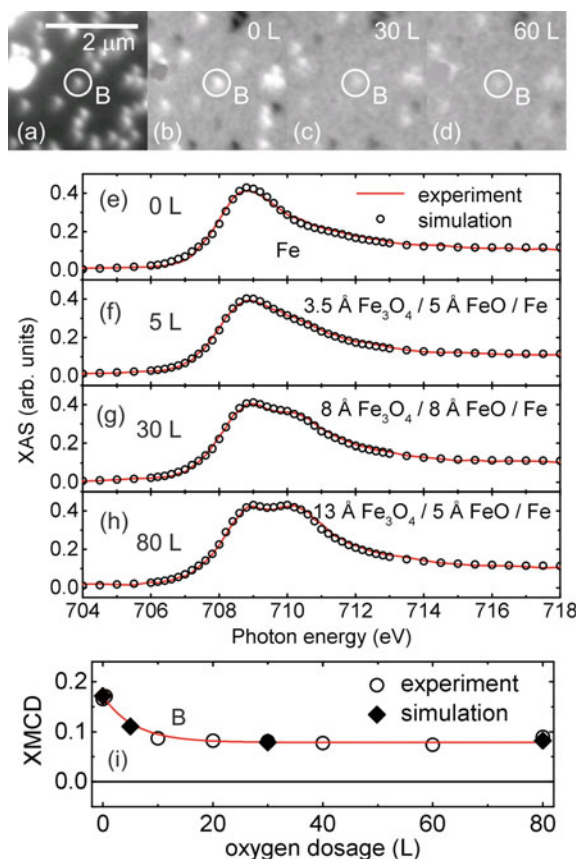 2 μm
0 L
30 L
60 L
B
B
B
B
(a)
(b)
(c)
(d)
(e)
0 L
Fe
experiment
simulation
0.4
0.2
0.0
(f)
5 L
3.5 Å Fe₃O₄ / 5 Å FeO / Fe
0.4
0.2
0.0
(g)
30 L
8 Å Fe₃O₄ / 8 Å FeO / Fe
0.4
0.2
0.0
(h)
80 L
13 Å Fe₃O₄ / 5 Å FeO / Fe
0.4
0.2
0.0
XAS (arb. units)
704 706 708 710 712 714 716 718
Photon energy (eV)
0.2
0.1
0.0
XMCD
B
experiment
simulation
(i)
0 20 40 60 80
oxygen dosage (L)